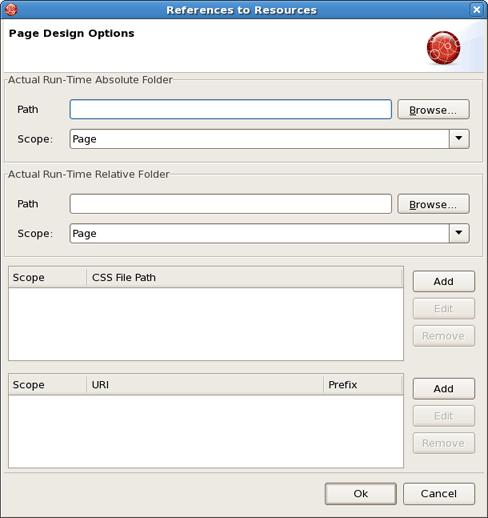 References to Resources
Page Design Options
Actual Run-Time Absolute Folder
Path Browse...
Scope: Page
Actual Run-Time Relative Folder
Path Browse...
Scope: Page
Scope CSS File Path
Add
Edit
Remove
Scope URI Prefix
Add
Edit
Remove
Ok Cancel